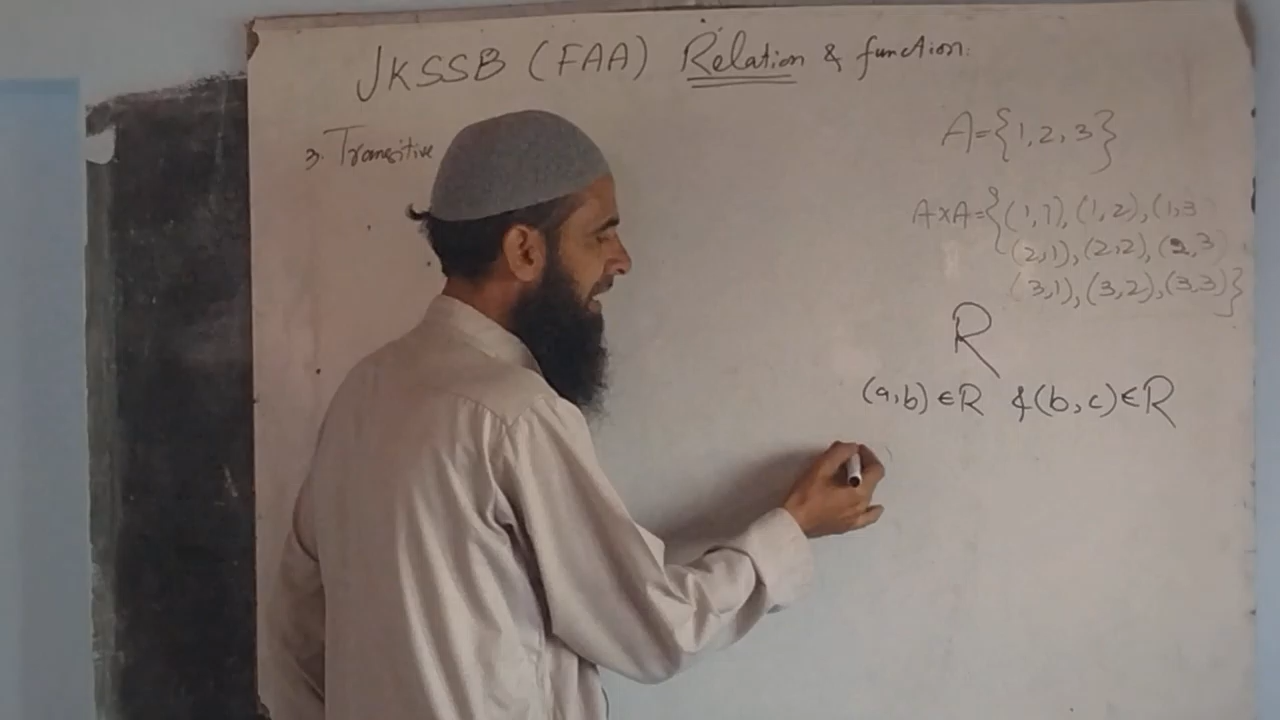 JKSSB (FAA) Relation & function.
3. Transitive
A={1,2,3}
A×A={(1,1),(1,2),(1,3
(2,1),(2,2),(2,3)
(3,1),(3,2),(3,3)}
R
(a,b)∈R &(b,c)∈R